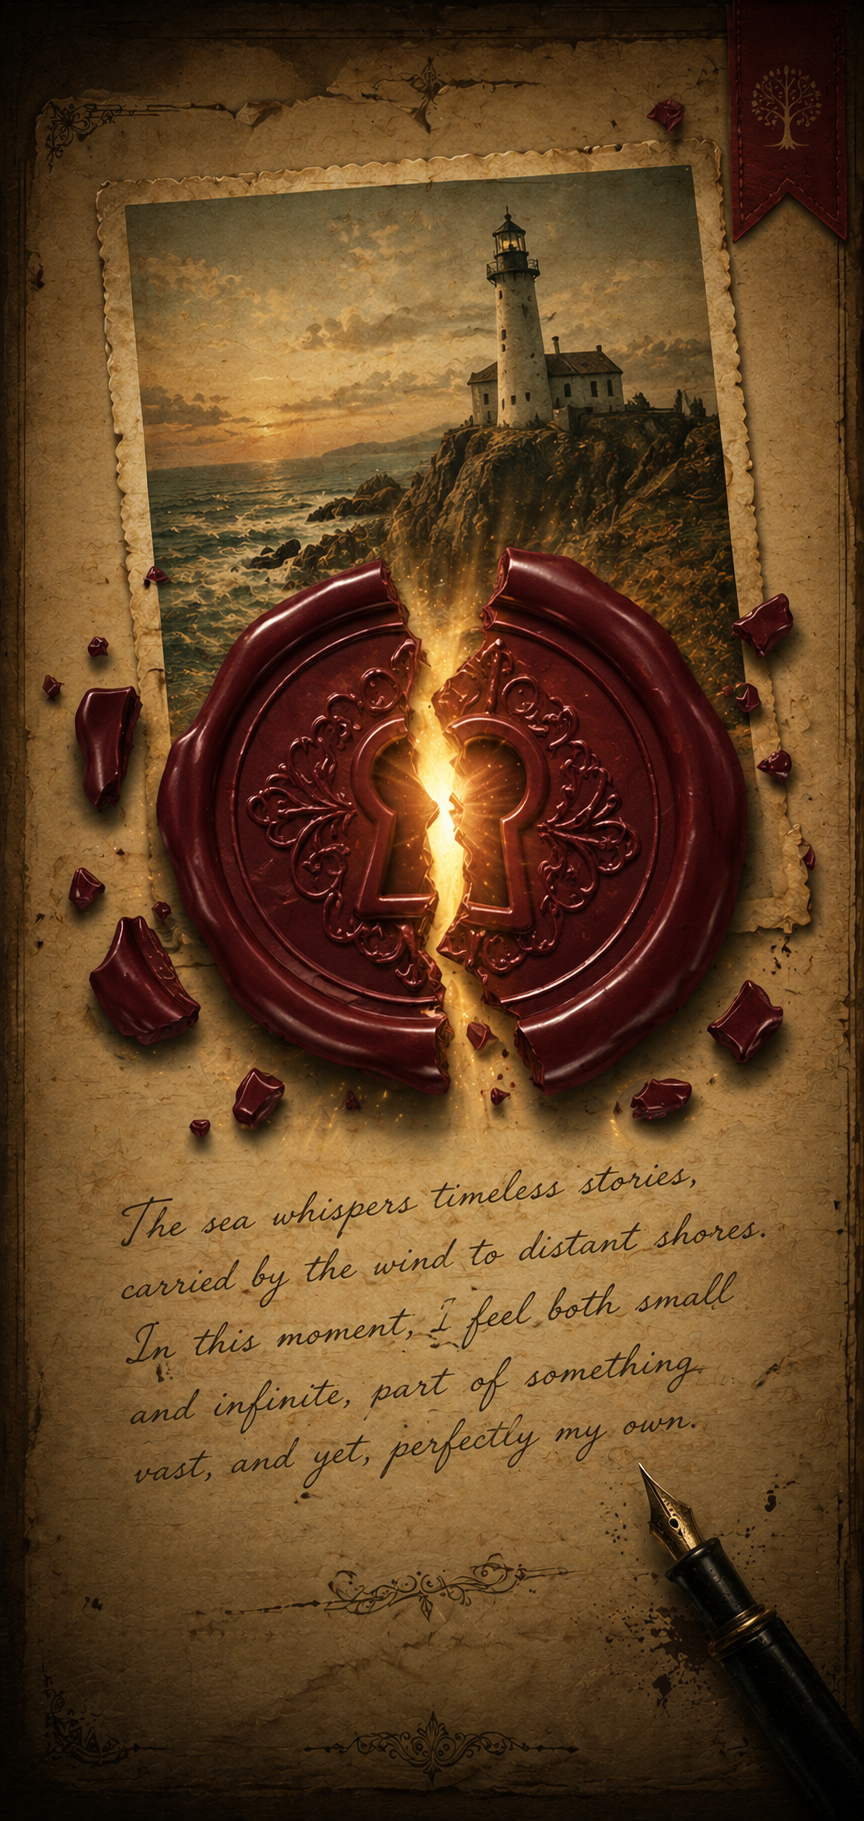 The sea whispers timeless stories,
carried by the wind to distant shores.
In this moment, I feel both small
and infinite, part of something
vast, and yet, perfectly my own.